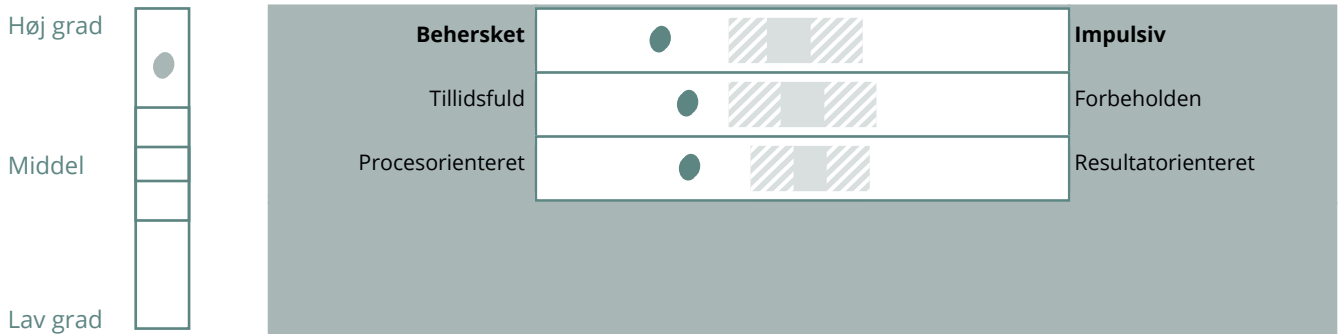 Høj grad
Middel
Lav grad
Behersket
Impulsiv
Tillidsfuld
Forbeholden
Procesorienteret
Resultatorienteret